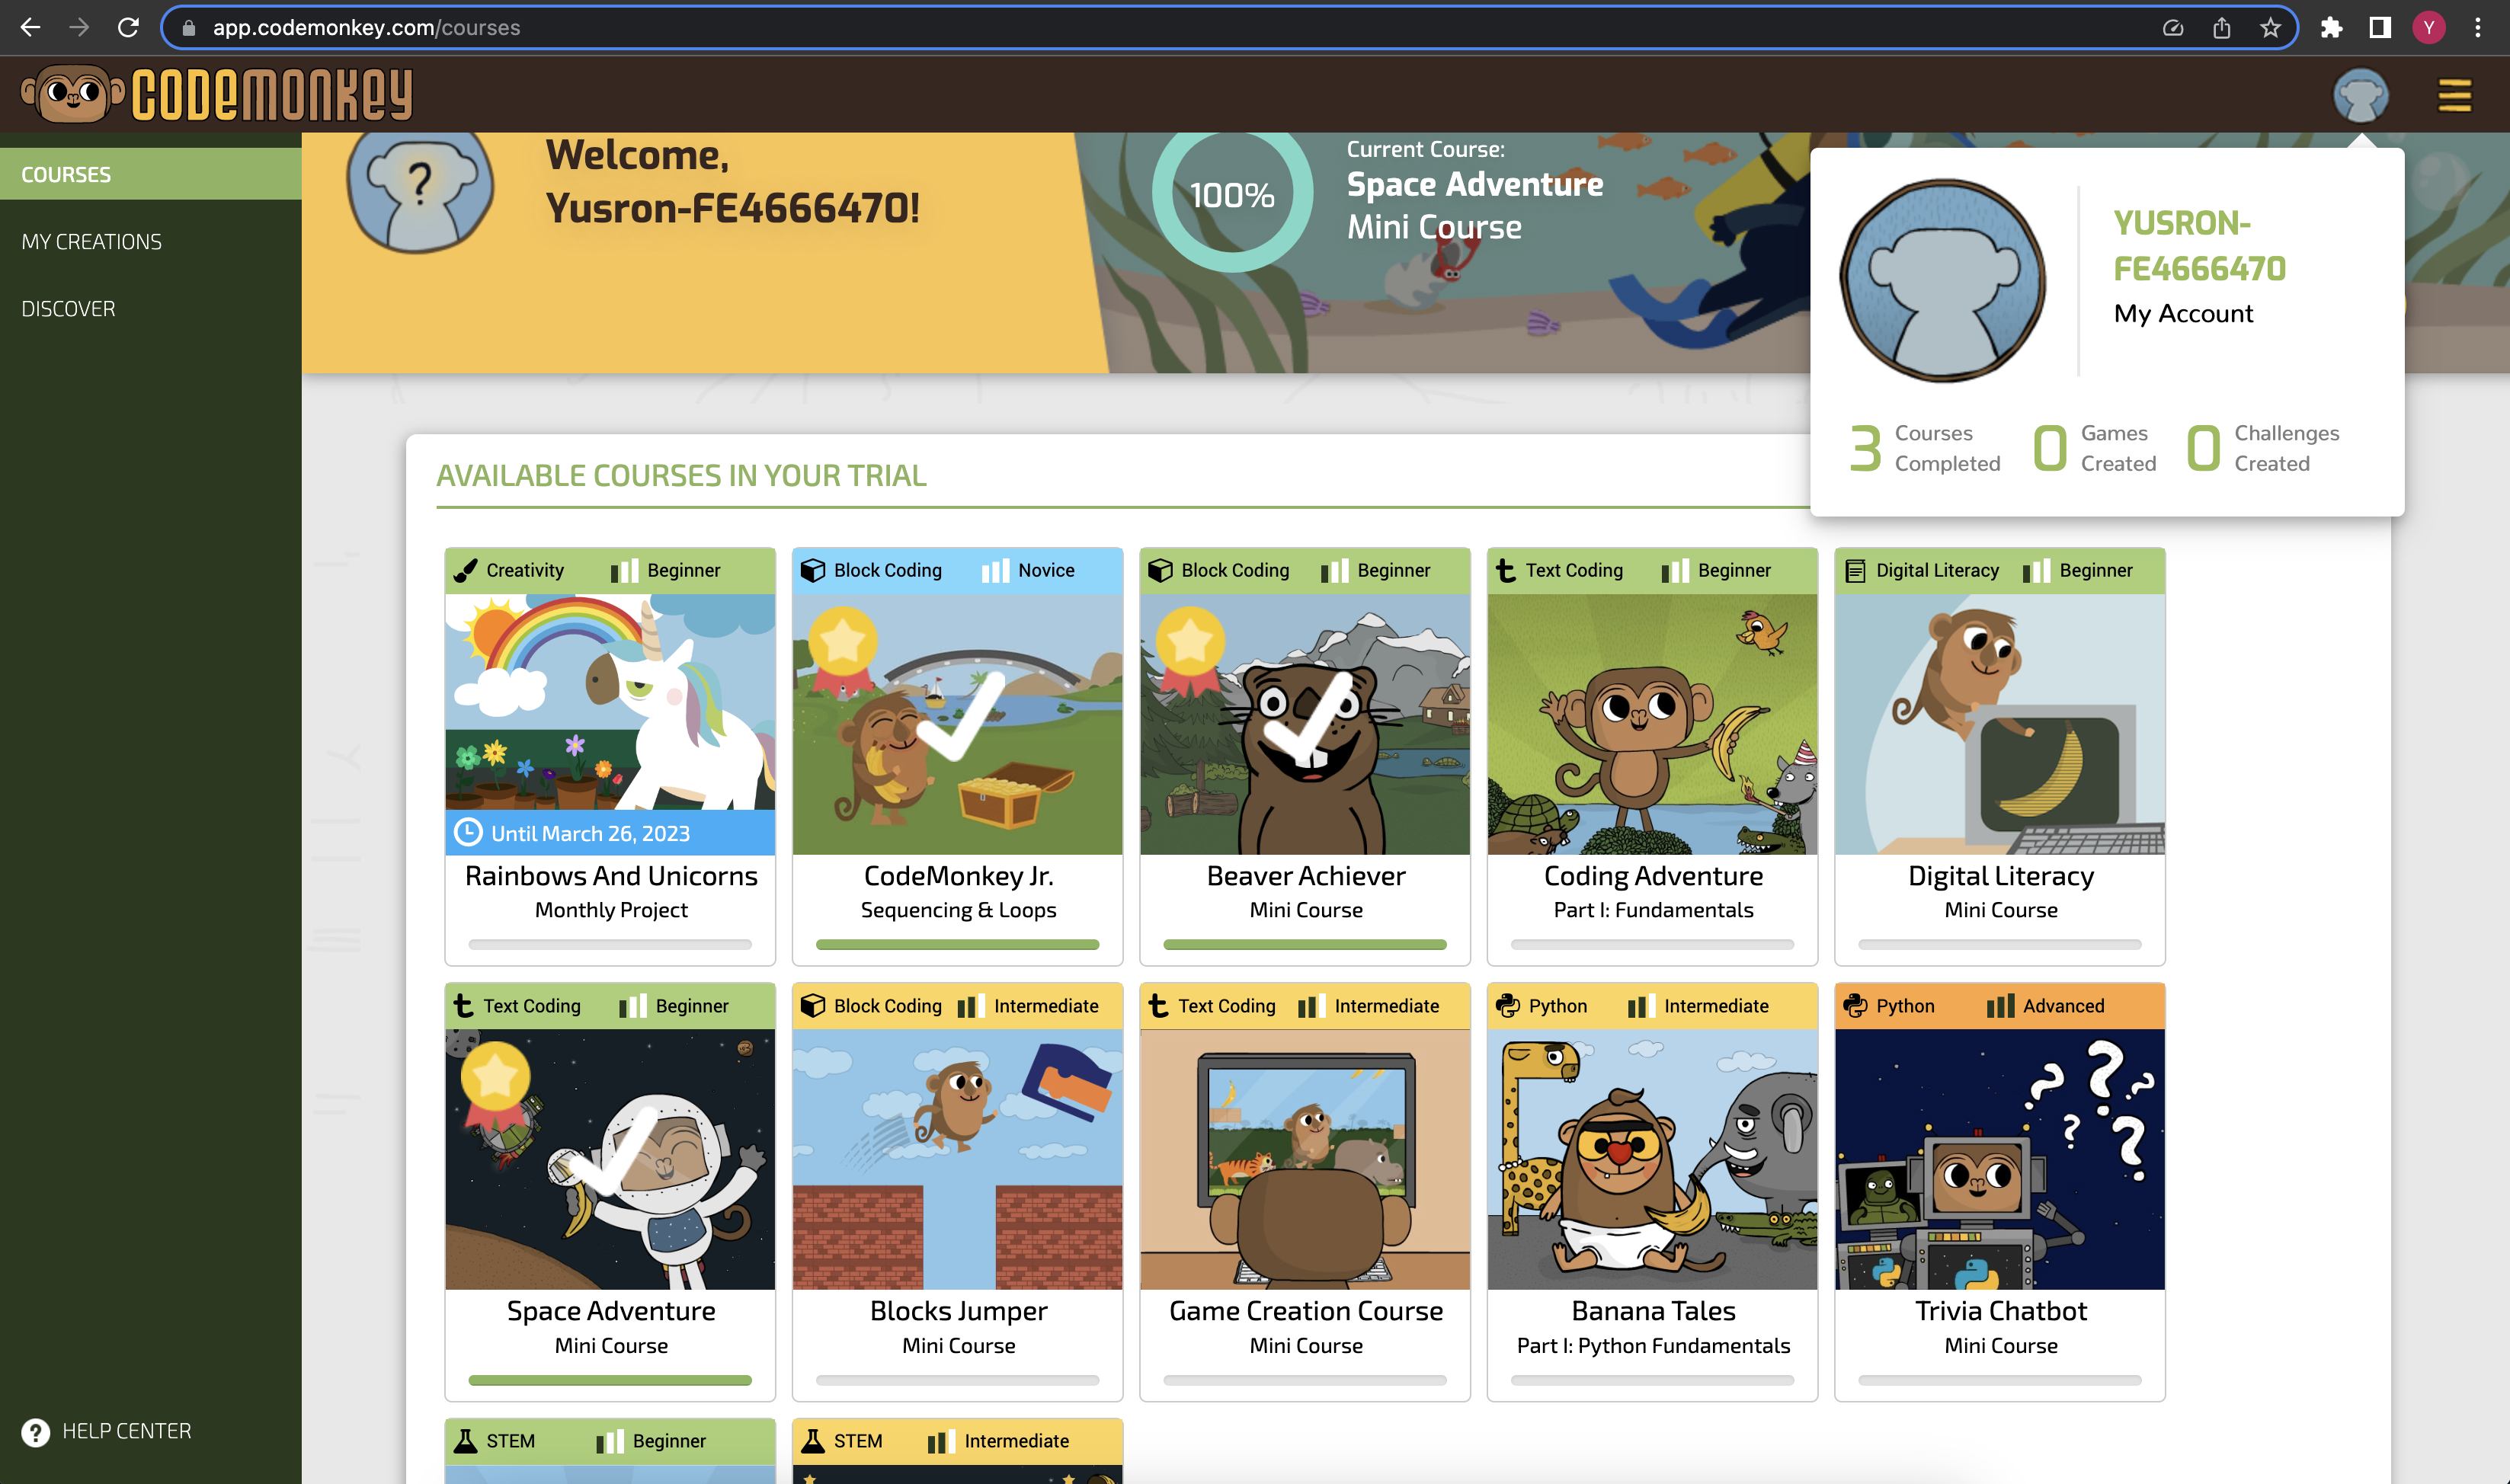 app.codemonkey.com/courses
Y
CODEMONKEY
COURSES
MY CREATIONS
DISCOVER
HELP CENTER
?
Welcome,
Yusron-FE4666470!
100%
Current Course:
Space Adventure
Mini Course
YUSRON-
FE4666470
My Account
3 Courses Completed
0 Games Created
0 Challenges Created
AVAILABLE COURSES IN YOUR TRIAL
Creativity Beginner
Until March 26, 2023
Rainbows And Unicorns
Monthly Project
Block Coding Novice
CodeMonkey Jr.
Sequencing & Loops
Block Coding Beginner
Beaver Achiever
Mini Course
t Text Coding Beginner
Coding Adventure
Part I: Fundamentals
Digital Literacy Beginner
Digital Literacy
Mini Course
t Text Coding Beginner
Space Adventure
Mini Course
Block Coding Intermediate
Blocks Jumper
Mini Course
t Text Coding Intermediate
Game Creation Course
Mini Course
Python Intermediate
Banana Tales
Part I: Python Fundamentals
Python Advanced
? ? ? ? ?
Trivia Chatbot
Mini Course
STEM Beginner
STEM Intermediate